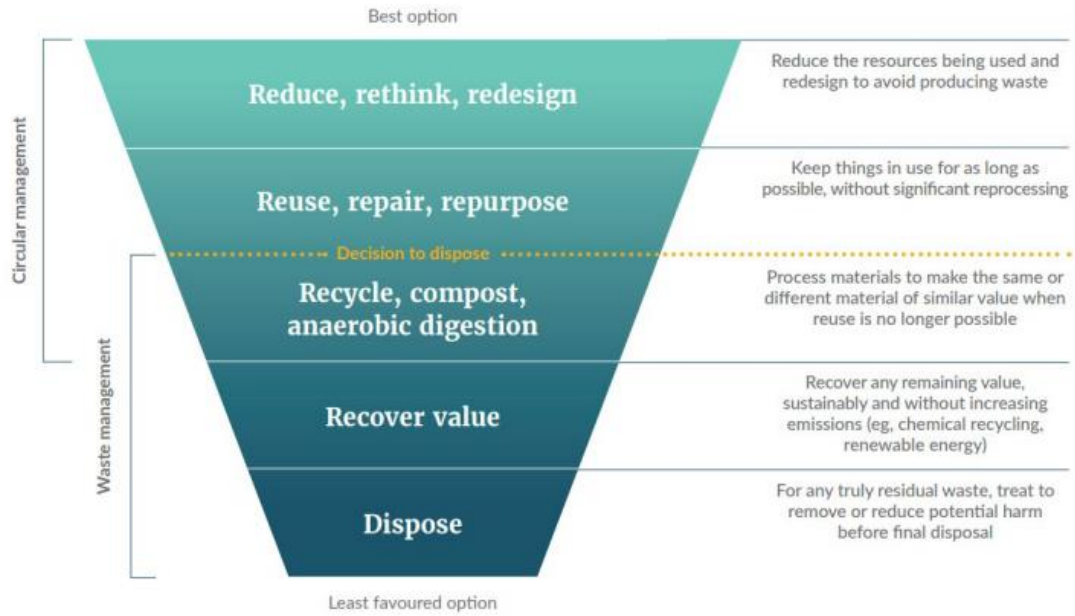 Best option
Circular management
Waste management
Reduce, rethink, redesign
Reduce the resources being used and
redesign to avoid producing waste
Reuse, repair, repurpose
Keep things in use for as long as
possible, without significant reprocessing
Decision to dispose
Recycle, compost,
anaerobic digestion
Process materials to make the same or
different material of similar value when
reuse is no longer possible
Recover value
Recover any remaining value,
sustainably and without increasing
emissions (eg, chemical recycling,
renewable energy)
Dispose
For any truly residual waste, treat to
remove or reduce potential harm
before final disposal
Least favoured option